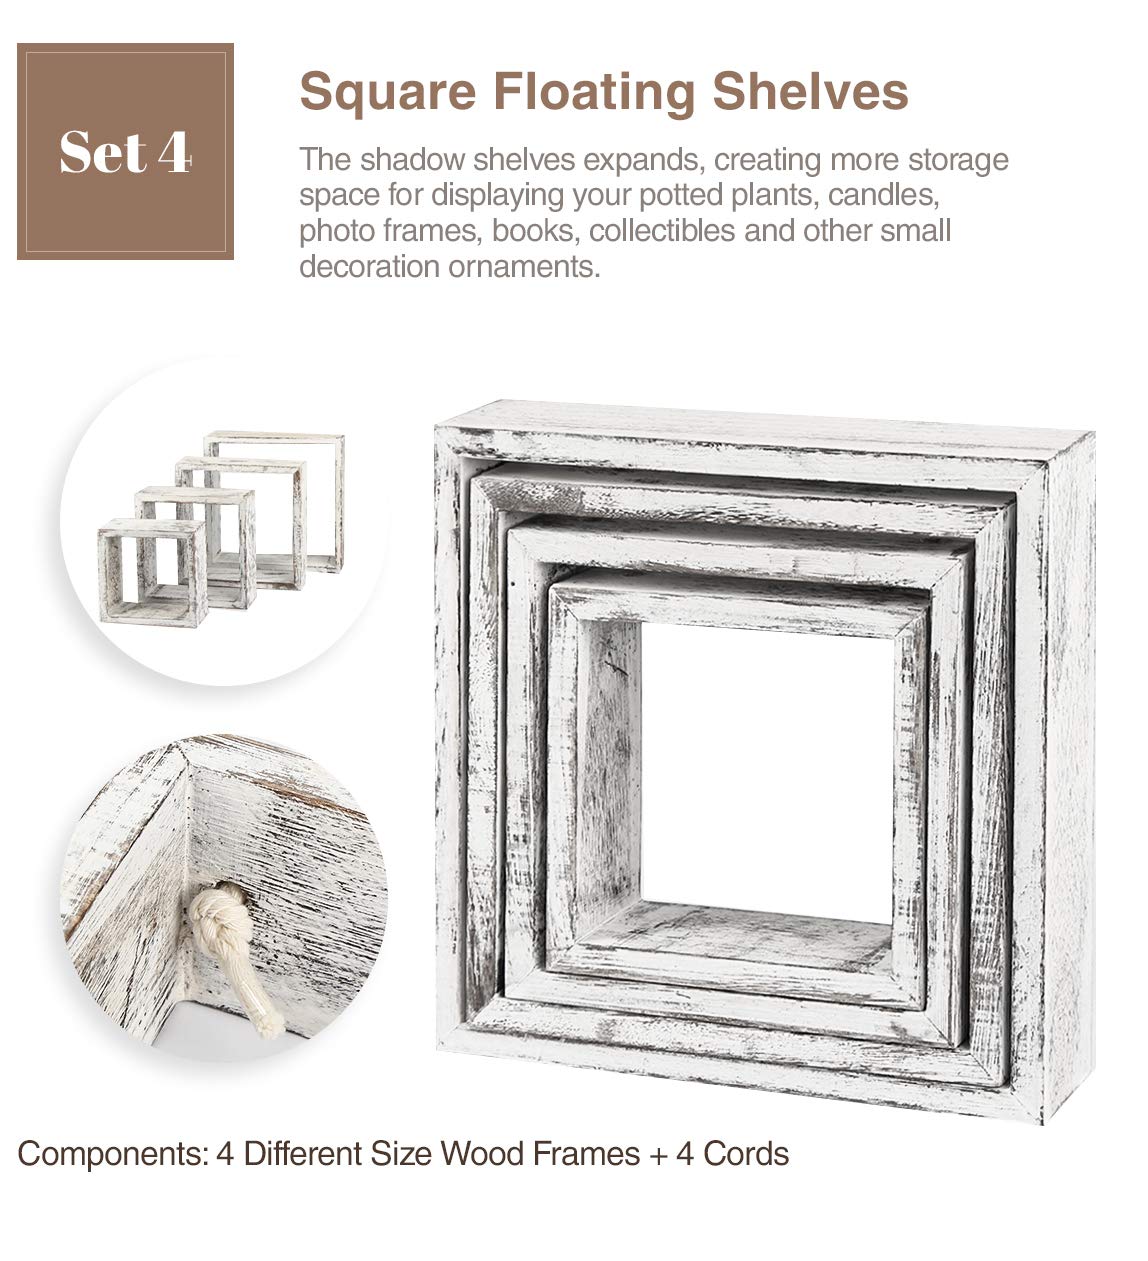 Set 4
Square Floating Shelves
The shadow shelves expands, creating more storage
space for displaying your potted plants, candles,
photo frames, books, collectibles and other small
decoration ornaments.
Components: 4 Different Size Wood Frames + 4 Cords